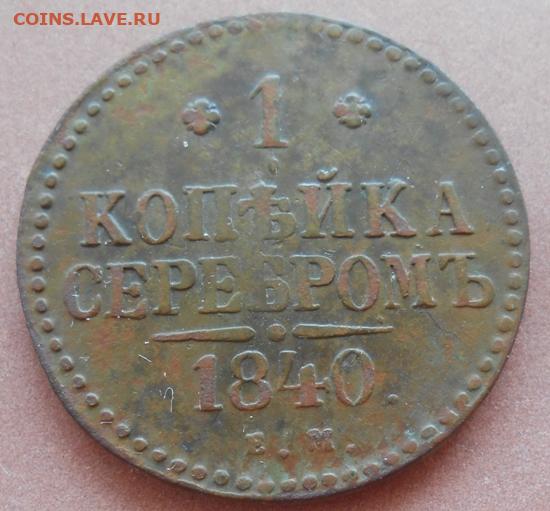 COINS.LAVE.RU
1
КОПѢЙКА
СЕРЕБРОМЪ
1840.
Е.М.